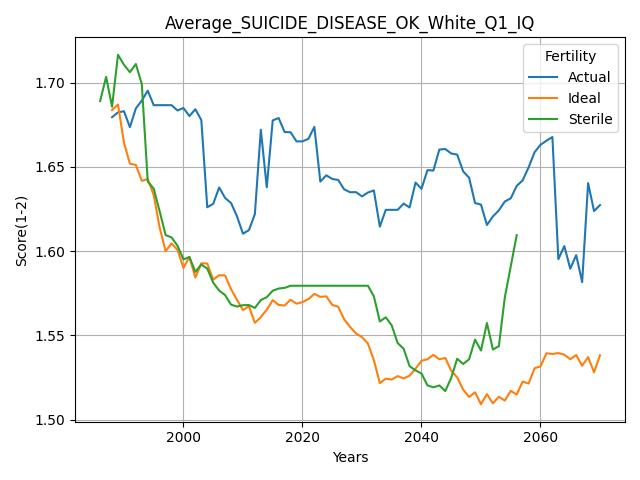 Average_SUICIDE_DISEASE_OK_White_Q1_IQ
Fertility
Actual
Ideal
Sterile
1.70
1.65
1.60
1.55
1.50
Score(1-2)
2000
2020
2040
2060
Years